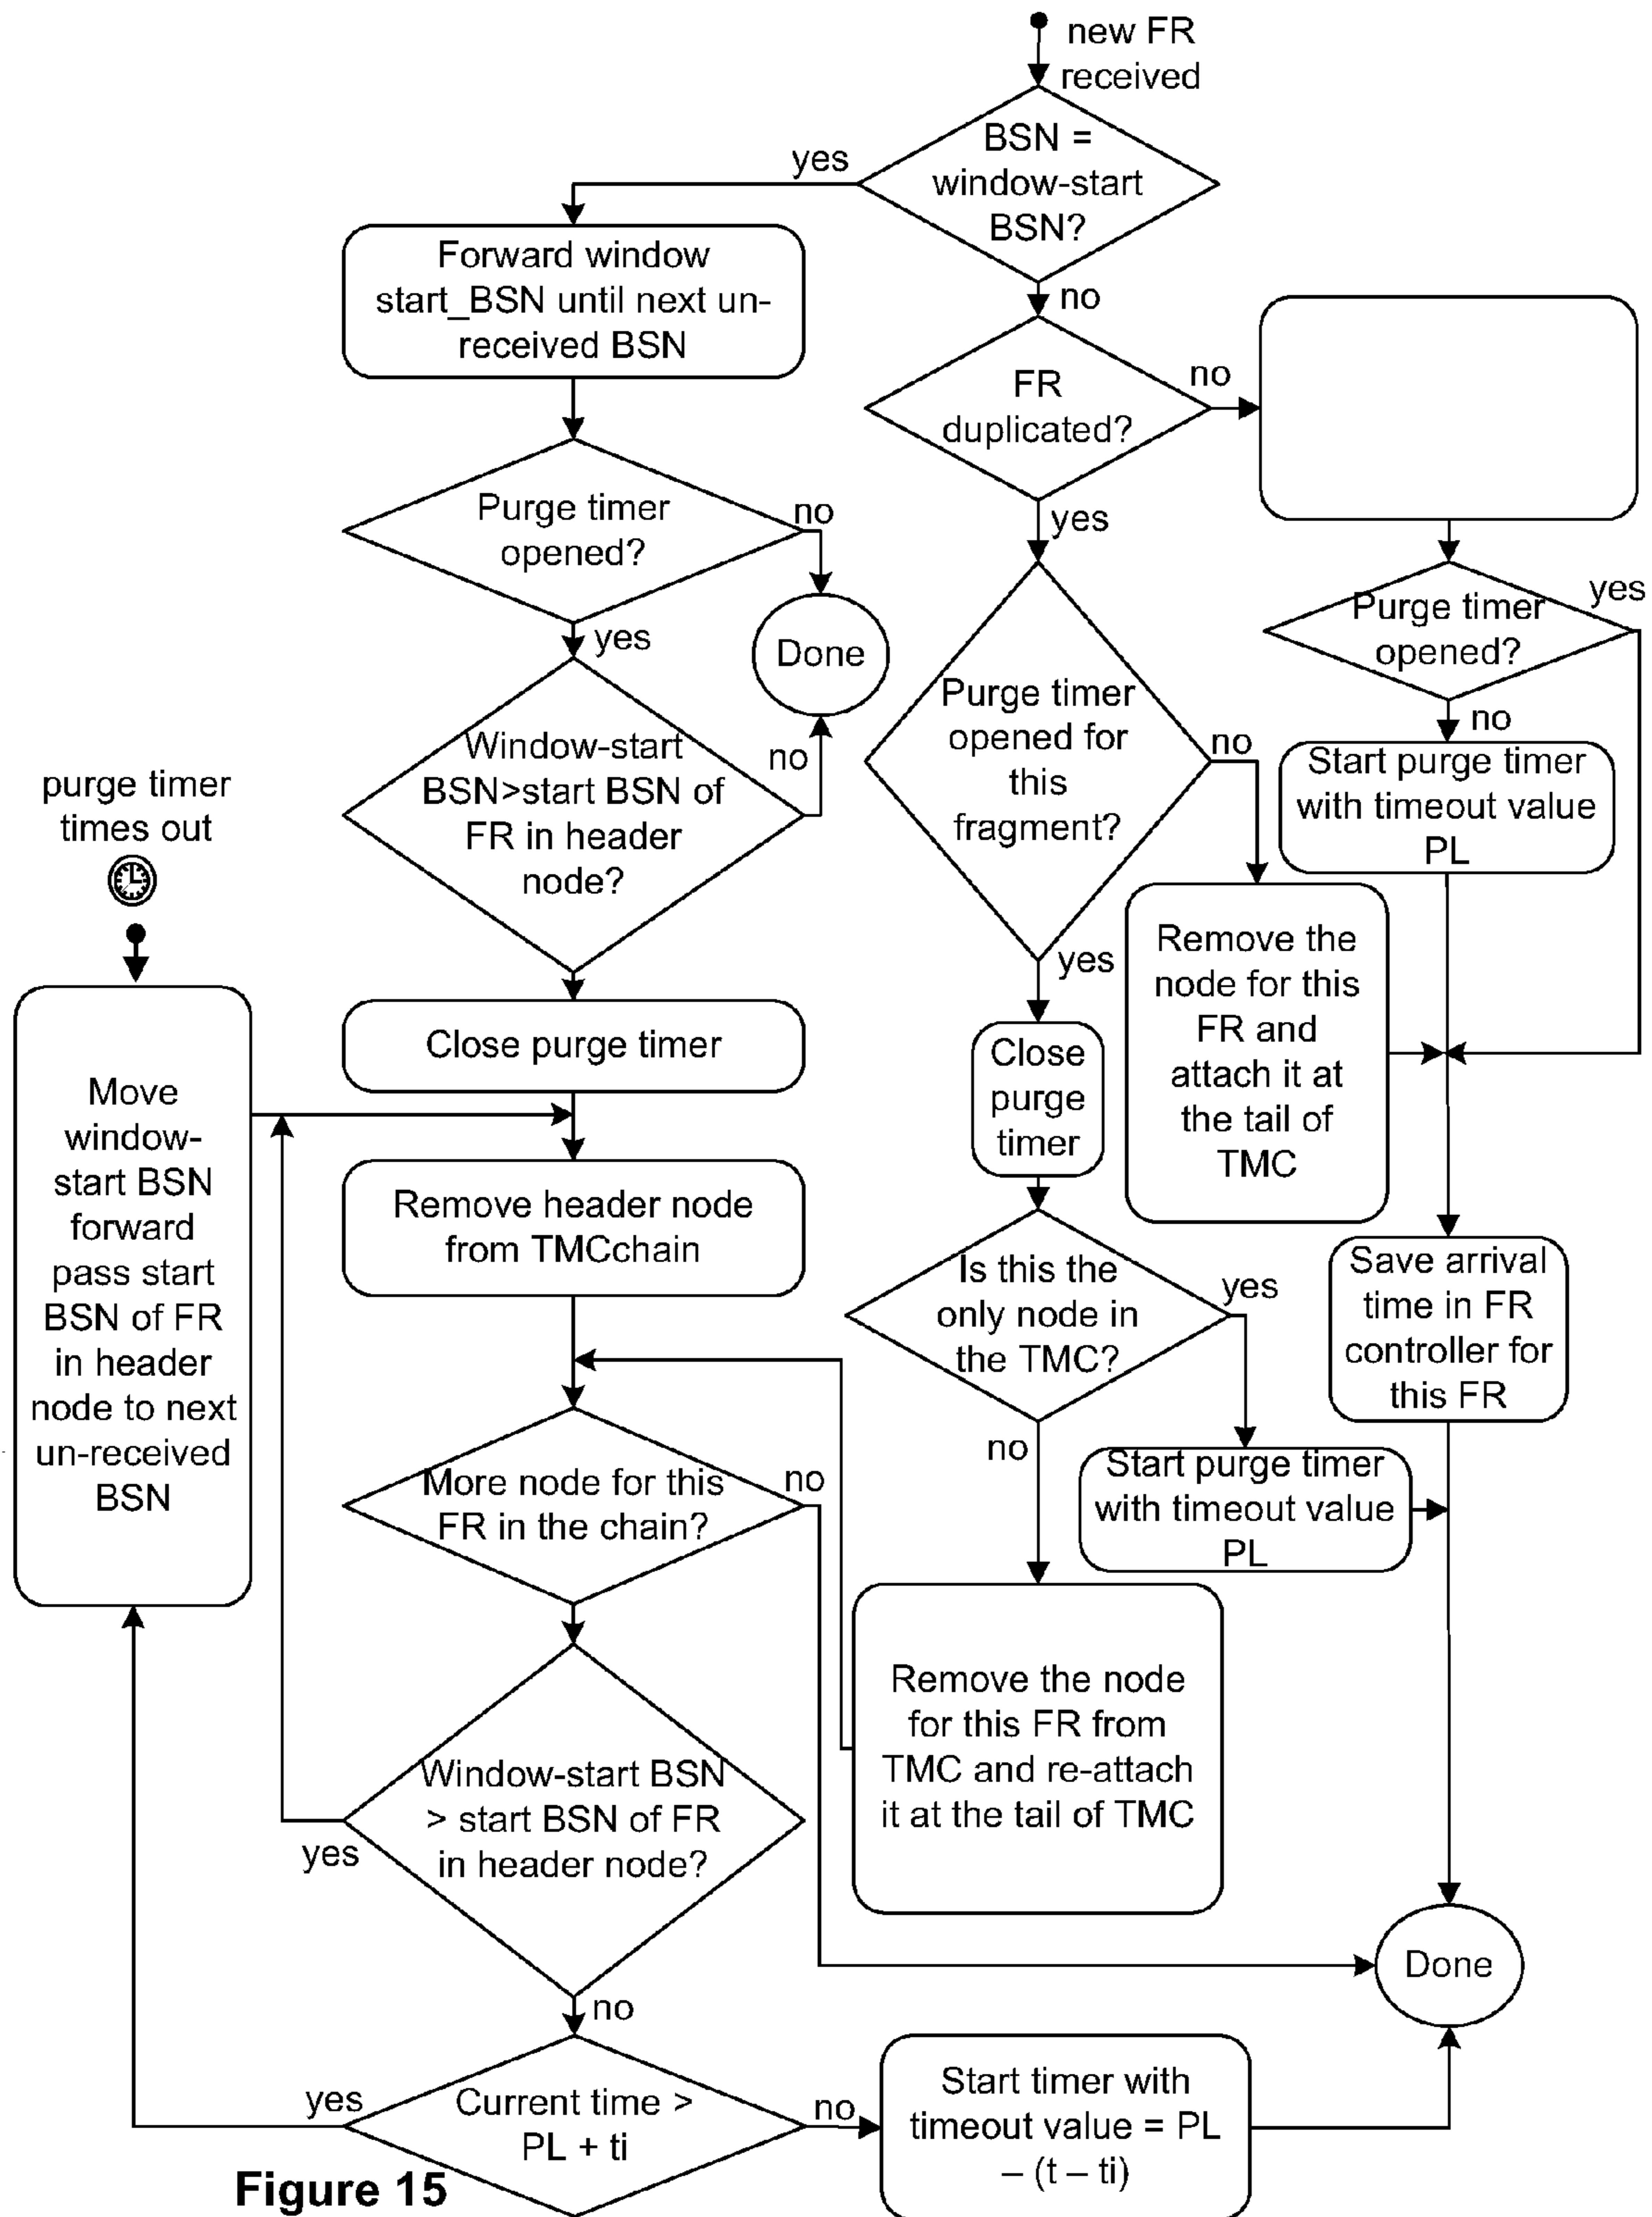 new FR
received
BSN =
window-start
BSN?
yes
no
Forward window
start_BSN until next un-
received BSN
FR
duplicated?
no
yes
Purge timer
opened?
no
yes
Done
Purge timer
opened?
yes
no
Purge timer
opened for
this
fragment?
no
yes
Start purge timer
with timeout value
PL
Window-start
BSN>start BSN of
FR in header
node?
no
purge timer
times out
Remove the
node for this
FR and
attach it at
the tail of
TMC
Close purge timer
Close
purge
timer
Move
window-
start BSN
forward
pass start
BSN of FR
in header
node to next
un-received
BSN
Remove header node
from TMCchain
Is this the
only node in
the TMC?
yes
no
Save arrival
time in FR
controller for
this FR
Start purge timer
with timeout value
PL
More node for this
FR in the chain?
no
Remove the node
for this FR from
TMC and re-attach
it at the tail of TMC
Window-start BSN
> start BSN of FR
in header node?
yes
no
Done
Current time >
PL + ti
yes
no
Start timer with
timeout value = PL
– (t – ti)
Figure 15